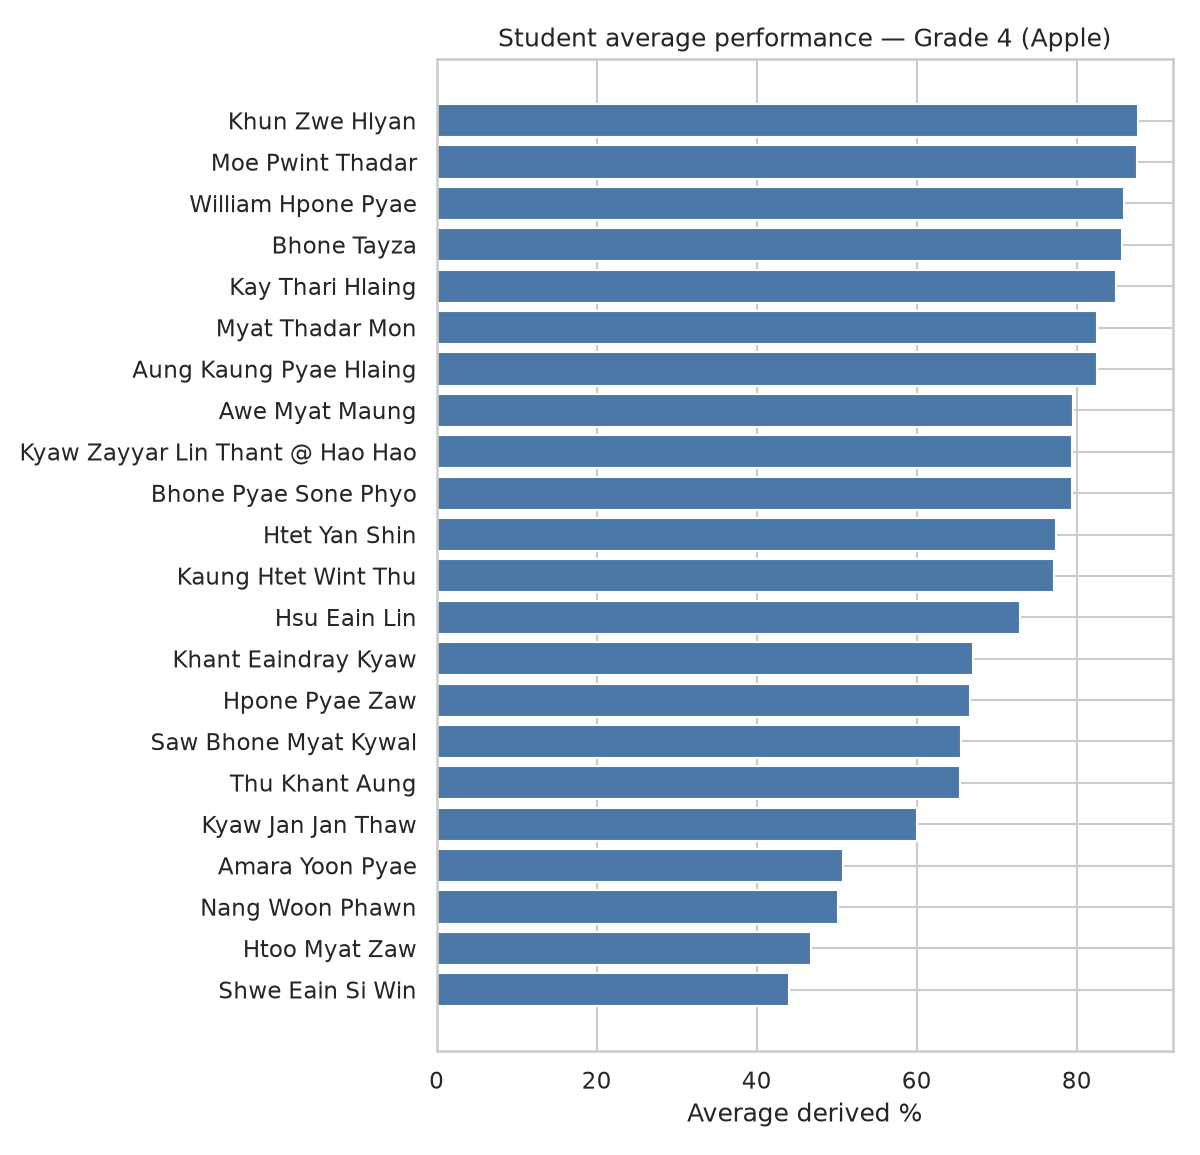 Student average performance — Grade 4 (Apple)
Khun Zwe Hlyan
Moe Pwint Thadar
William Hpone Pyae
Bhone Tayza
Kay Thari Hlaing
Myat Thadar Mon
Aung Kaung Pyae Hlaing
Awe Myat Maung
Kyaw Zayyar Lin Thant @ Hao Hao
Bhone Pyae Sone Phyo
Htet Yan Shin
Kaung Htet Wint Thu
Hsu Eain Lin
Khant Eaindray Kyaw
Hpone Pyae Zaw
Saw Bhone Myat Kywal
Thu Khant Aung
Kyaw Jan Jan Thaw
Amara Yoon Pyae
Nang Woon Phawn
Htoo Myat Zaw
Shwe Eain Si Win
0 20 40 60 80
Average derived %